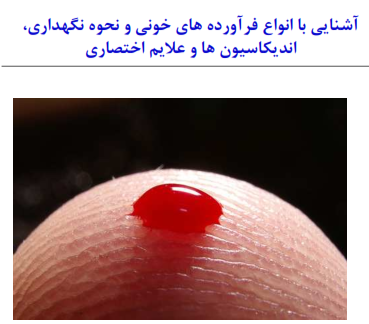 آشنایی با انواع فرآورده های خونی و نحوه نگهداری،
اندیکاسیون ها و علایم اختصاری